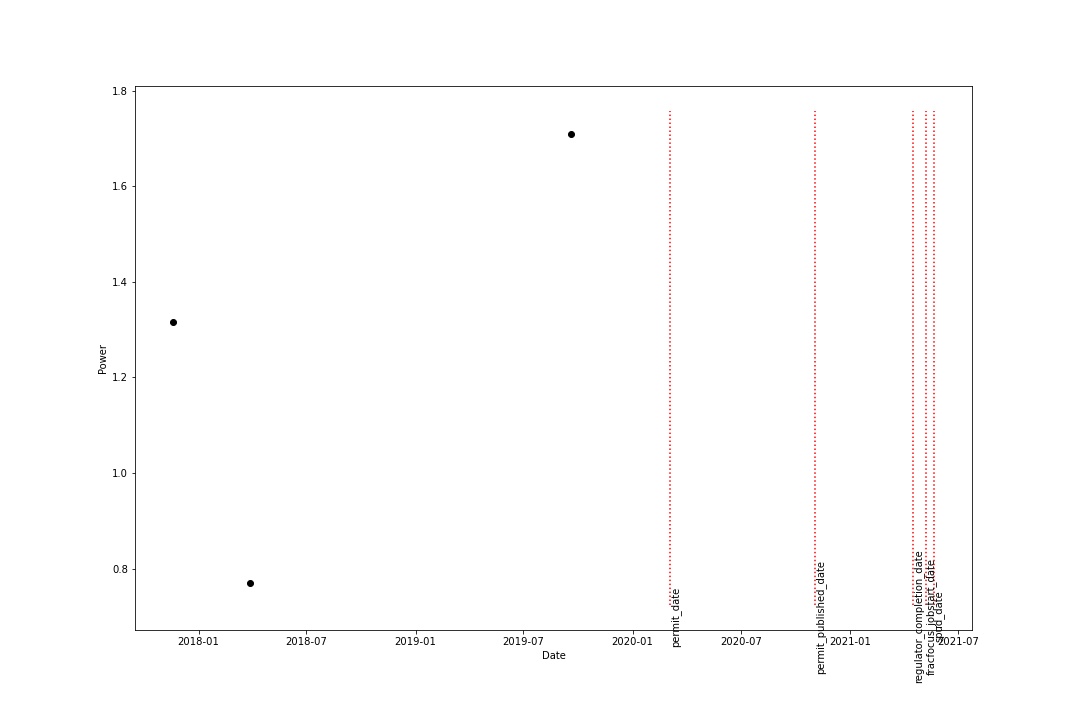 1.8
1.6
1.4
1.2
1.0
0.8
Power
2018-01
2018-07
2019-01
2019-07
2020-01
2020-07
2021-01
2021-07
Date
permit_date
permit_published_date
regulator_completion_date
fracfocus_jobstart_date
spud_date